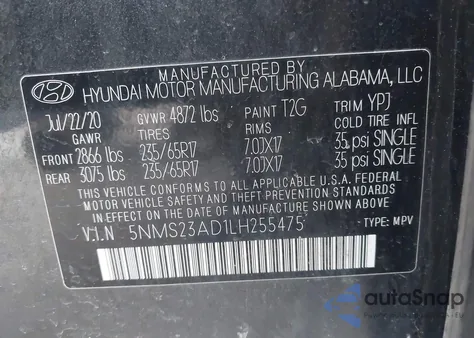 MANUFACTURED BY
HYUNDAI MOTOR MANUFACTURING ALABAMA, LLC
Jul/22/20 GVWR 4872 lbs PAINT T2G TRIM YPJ
GAWR TIRES RIMS COLD TIRE INFL
FRONT 2866 lbs 235/65R17 7.0JX17 35 psi SINGLE
REAR 3075 lbs 235/65R17 7.0JX17 35 psi SINGLE
THIS VEHICLE CONFORMS TO ALL APPLICABLE U.S.A. FEDERAL
MOTOR VEHICLE SAFETY AND THEFT PREVENTION STANDARDS
IN EFFECT ON THE DATE OF MANUFACTURE SHOWN ABOVE
V.I.N 5NMS23AD1LH255475 TYPE: MPV
autoSnap